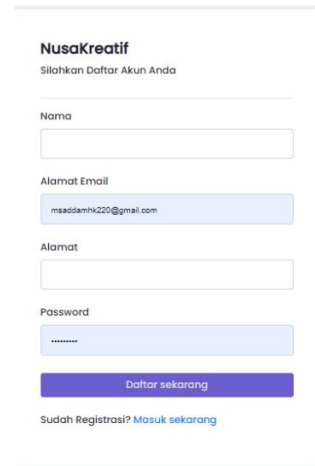 NusaKreatif
Silahkan Daftar Akun Anda
Nama
Alamat Email
msaddamhk220@gmail.com
Alamat
Password
•••••••••
Daftar sekarang
Sudah Registrasi? Masuk sekarang